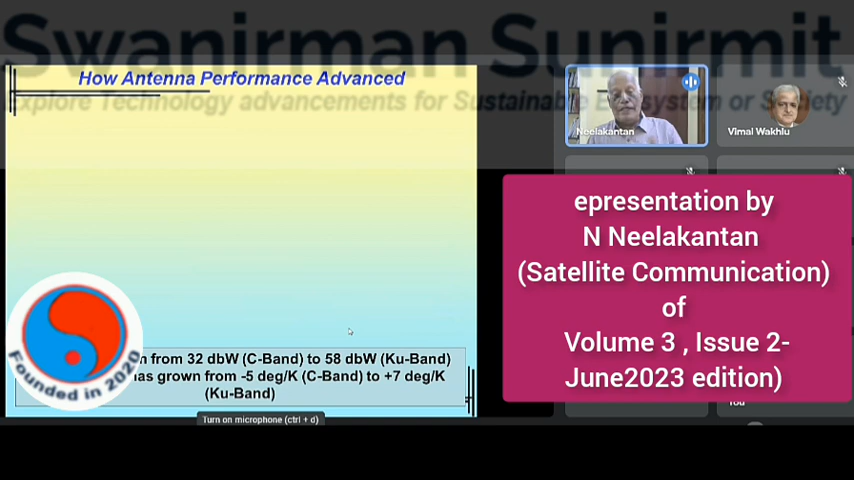 Swanirman Sunirmit
Explore Technology advancements for Sustainable Ecosystem or Society
How Antenna Performance Advanced
n from 32 dbW (C-Band) to 58 dbW (Ku-Band)
as grown from -5 deg/K (C-Band) to +7 deg/K
(Ku-Band)
Founded in 2020
Turn on microphone (ctrl + d)
Neelakantan
Vimal Wakhlu
epresentation by
N Neelakantan
(Satellite Communication)
of
Volume 3 , Issue 2-
June2023 edition)
You